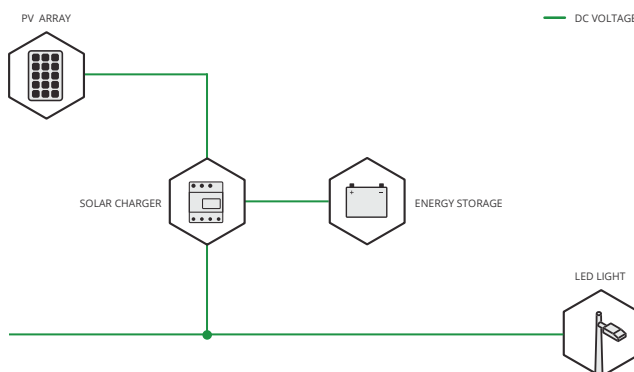 PV ARRAY
DC VOLTAGE
SOLAR CHARGER
ENERGY STORAGE
LED LIGHT